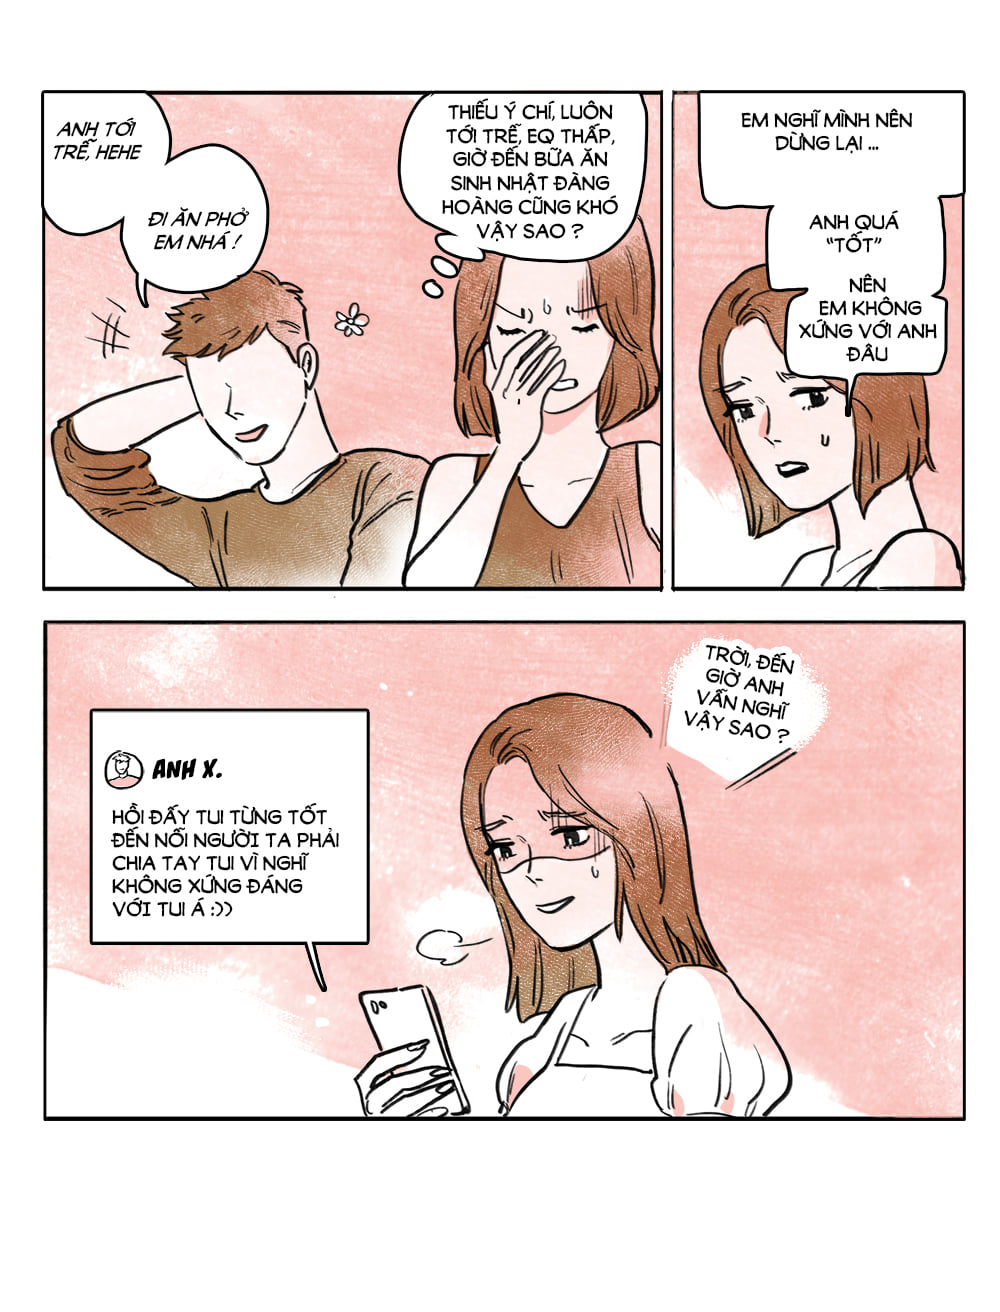 ANH TỚI
TRỄ, HEHE
ĐI ĂN PHỞ
EM NHÁ !
THIẾU Ý CHÍ, LUÔN
TỚI TRỄ, EQ THẤP,
GIỜ ĐẾN BỮA ĂN
SINH NHẬT ĐÀNG
HOÀNG CŨNG KHÓ
VẬY SAO ?
EM NGHĨ MÌNH NÊN
DỪNG LẠI ...
ANH QUÁ
“TỐT”
NÊN
EM KHÔNG
XỨNG VỚI ANH
ĐÂU
TRỜI, ĐẾN
GIỜ ANH
VẪN NGHĨ
VẬY SAO ?
ANH X.
HỒI ĐẤY TUI TỪNG TỐT
ĐẾN NỖI NGƯỜI TA PHẢI
CHIA TAY TUI VÌ NGHĨ
KHÔNG XỨNG ĐÁNG
VỚI TUI Á :))